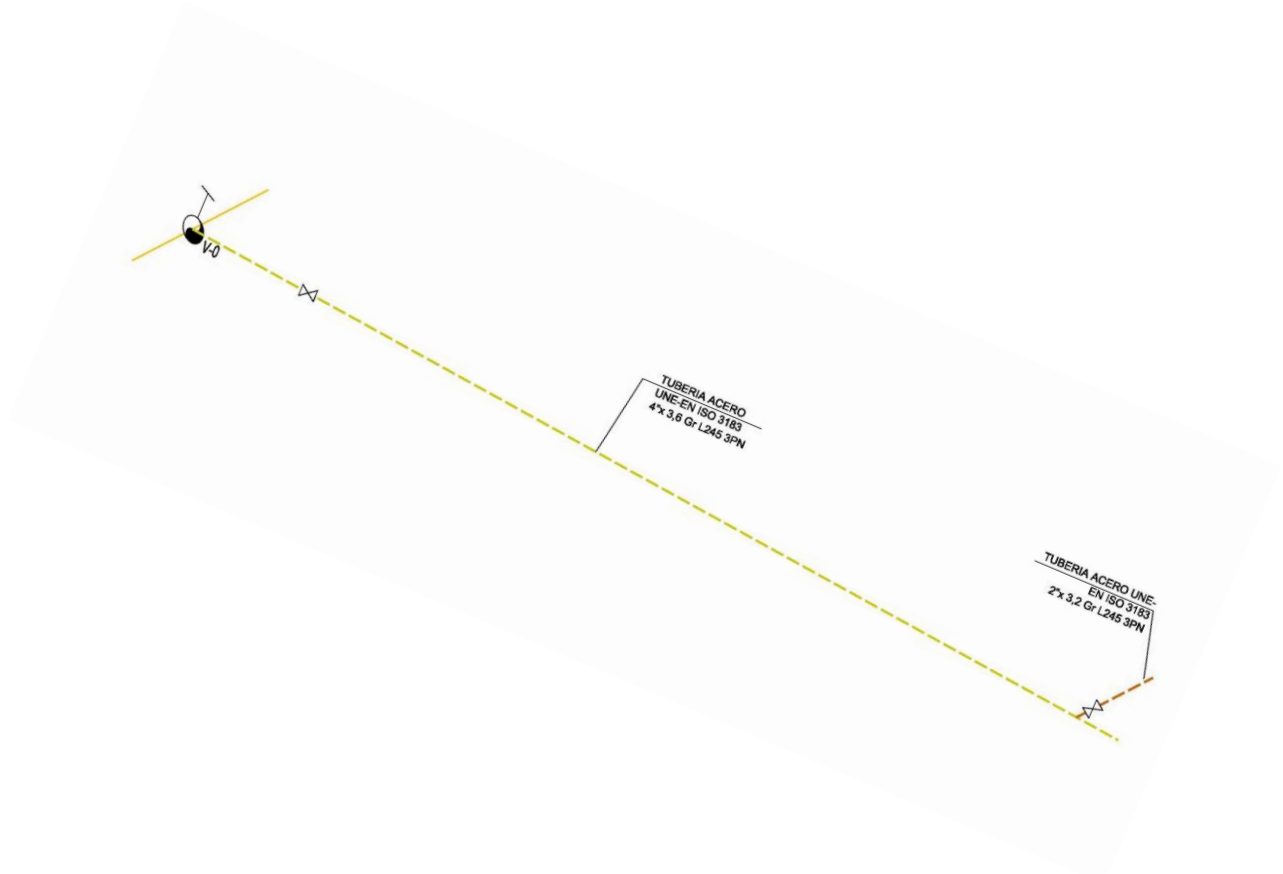 V-0
TUBERIA ACERO
UNE-EN ISO 3183
4"x 3,6 Gr L245 3PN
TUBERIA ACERO UNE-
EN ISO 3183
2"x 3,2 Gr L245 3PN